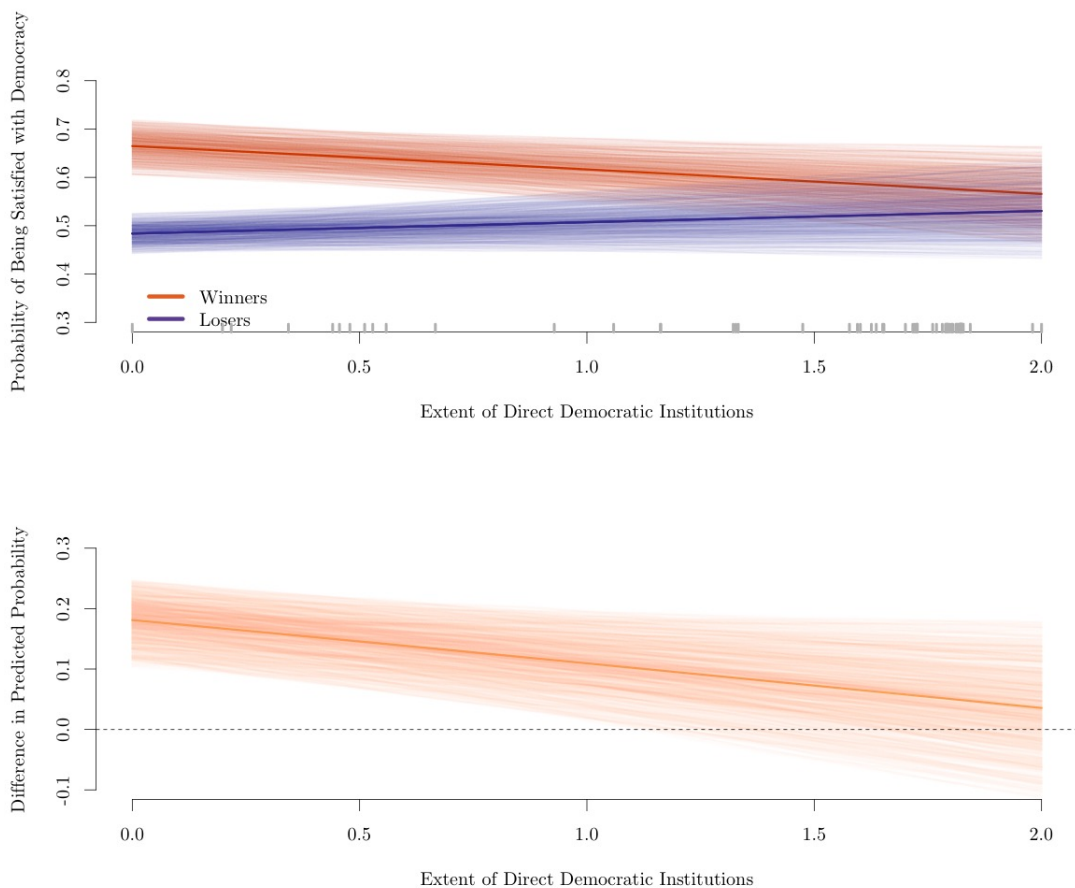 Probability of Being Satisfied with Democracy
0.8
0.7
0.6
0.5
0.4
0.3
Winners
Losers
0.0 0.5 1.0 1.5 2.0
Extent of Direct Democratic Institutions
Difference in Predicted Probability
0.3
0.2
0.1
0.0
-0.1
0.0 0.5 1.0 1.5 2.0
Extent of Direct Democratic Institutions